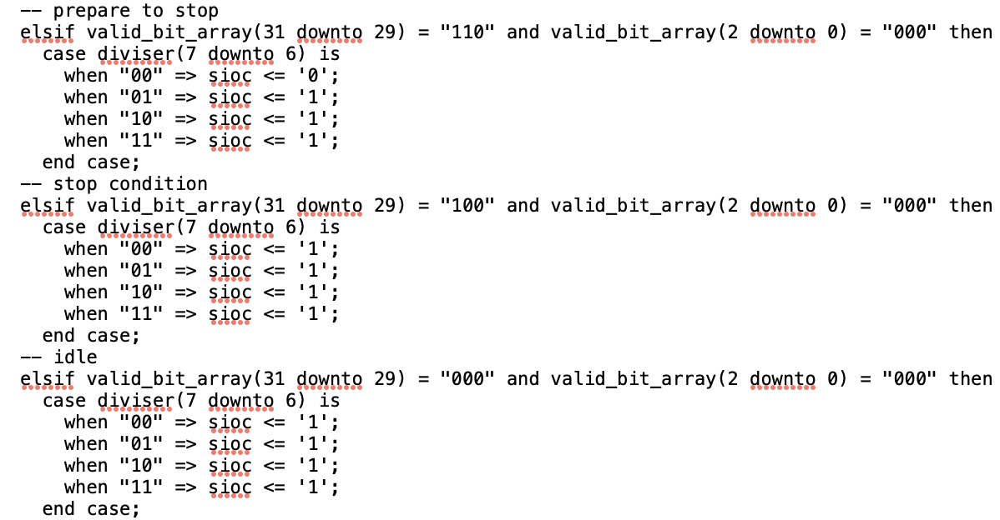 -- prepare to stop
elsif valid_bit_array(31 downto 29) = "110" and valid_bit_array(2 downto 0) = "000" then
  case diviser(7 downto 6) is
    when "00" => sioc <= '0';
    when "01" => sioc <= '1';
    when "10" => sioc <= '1';
    when "11" => sioc <= '1';
  end case;
-- stop condition
elsif valid_bit_array(31 downto 29) = "100" and valid_bit_array(2 downto 0) = "000" then
  case diviser(7 downto 6) is
    when "00" => sioc <= '1';
    when "01" => sioc <= '1';
    when "10" => sioc <= '1';
    when "11" => sioc <= '1';
  end case;
-- idle
elsif valid_bit_array(31 downto 29) = "000" and valid_bit_array(2 downto 0) = "000" then
  case diviser(7 downto 6) is
    when "00" => sioc <= '1';
    when "01" => sioc <= '1';
    when "10" => sioc <= '1';
    when "11" => sioc <= '1';
  end case;